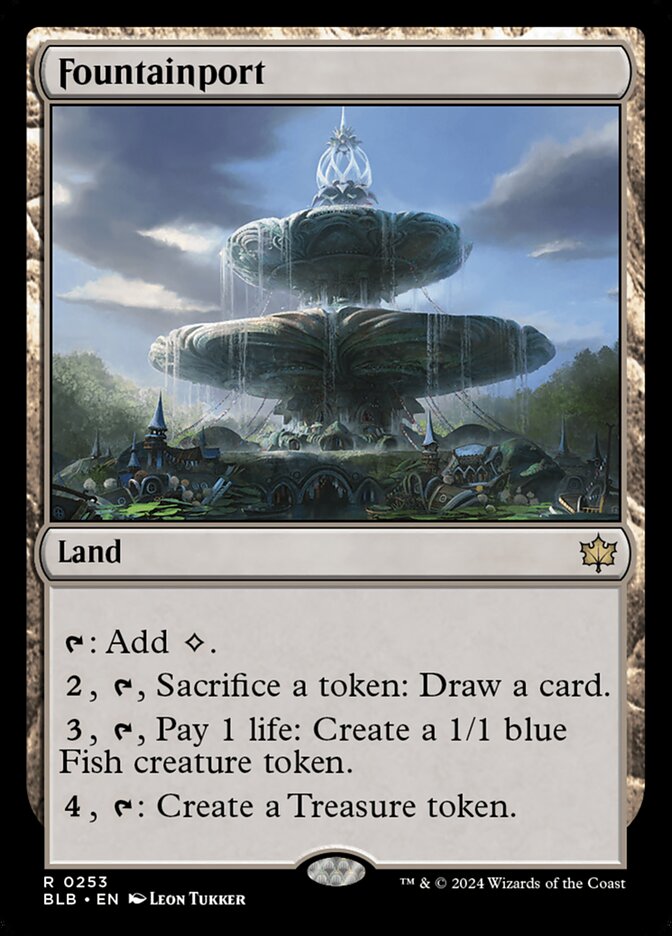 Fountainport
Land
: Add .
2, , Sacrifice a token: Draw a card.
3, , Pay 1 life: Create a 1/1 blue
Fish creature token.
4, : Create a Treasure token.
R 0253
BLB • EN Leon Tukker
™ & © 2024 Wizards of the Coast